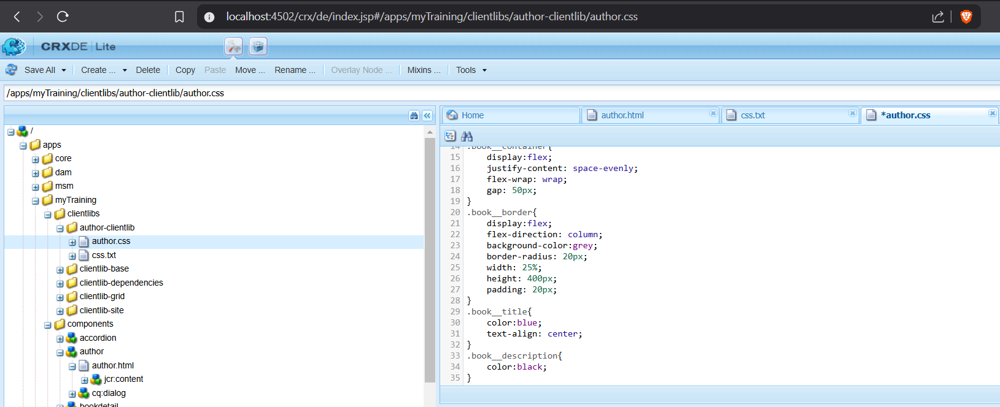 localhost:4502/crx/de/index.jsp#/apps/myTraining/clientlibs/author-clientlib/author.css
CRXDE | Lite
Save All Create ... Delete Copy Paste Move ... Rename ... Overlay Node ... Mixins ... Tools
/apps/myTraining/clientlibs/author-clientlib/author.css
/
apps
core
dam
msm
myTraining
clientlibs
author-clientlib
author.css
css.txt
clientlib-base
clientlib-dependencies
clientlib-grid
clientlib-site
components
accordion
author
author.html
jcr:content
cq:dialog
bookdetail
Home author.html css.txt *author.css
14 .book__container{
15 display:flex;
16 justify-content: space-evenly;
17 flex-wrap: wrap;
18 gap: 50px;
19 }
20 .book__border{
21 display:flex;
22 flex-direction: column;
23 background-color:grey;
24 border-radius: 20px;
25 width: 25%;
26 height: 400px;
27 padding: 20px;
28 }
29 .book__title{
30 color:blue;
31 text-align: center;
32 }
33 .book__description{
34 color:black;
35 }